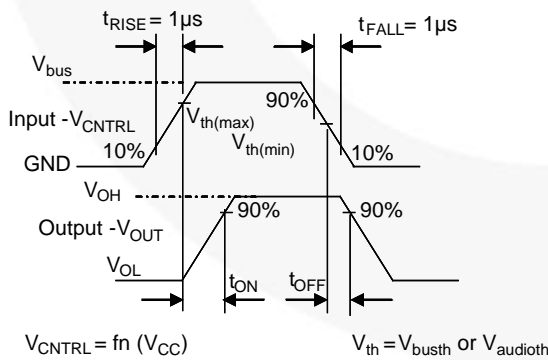 tRISE = 1µs
tFALL = 1µs
Vbus
90%
Input -VCNTRL
Vth(max)
Vth(min)
10%
10%
GND
VOH
90%
90%
Output -VOUT
VOL
tON
tOFF
VCNTRL = fn (VCC)
Vth = Vbusth or Vaudioth